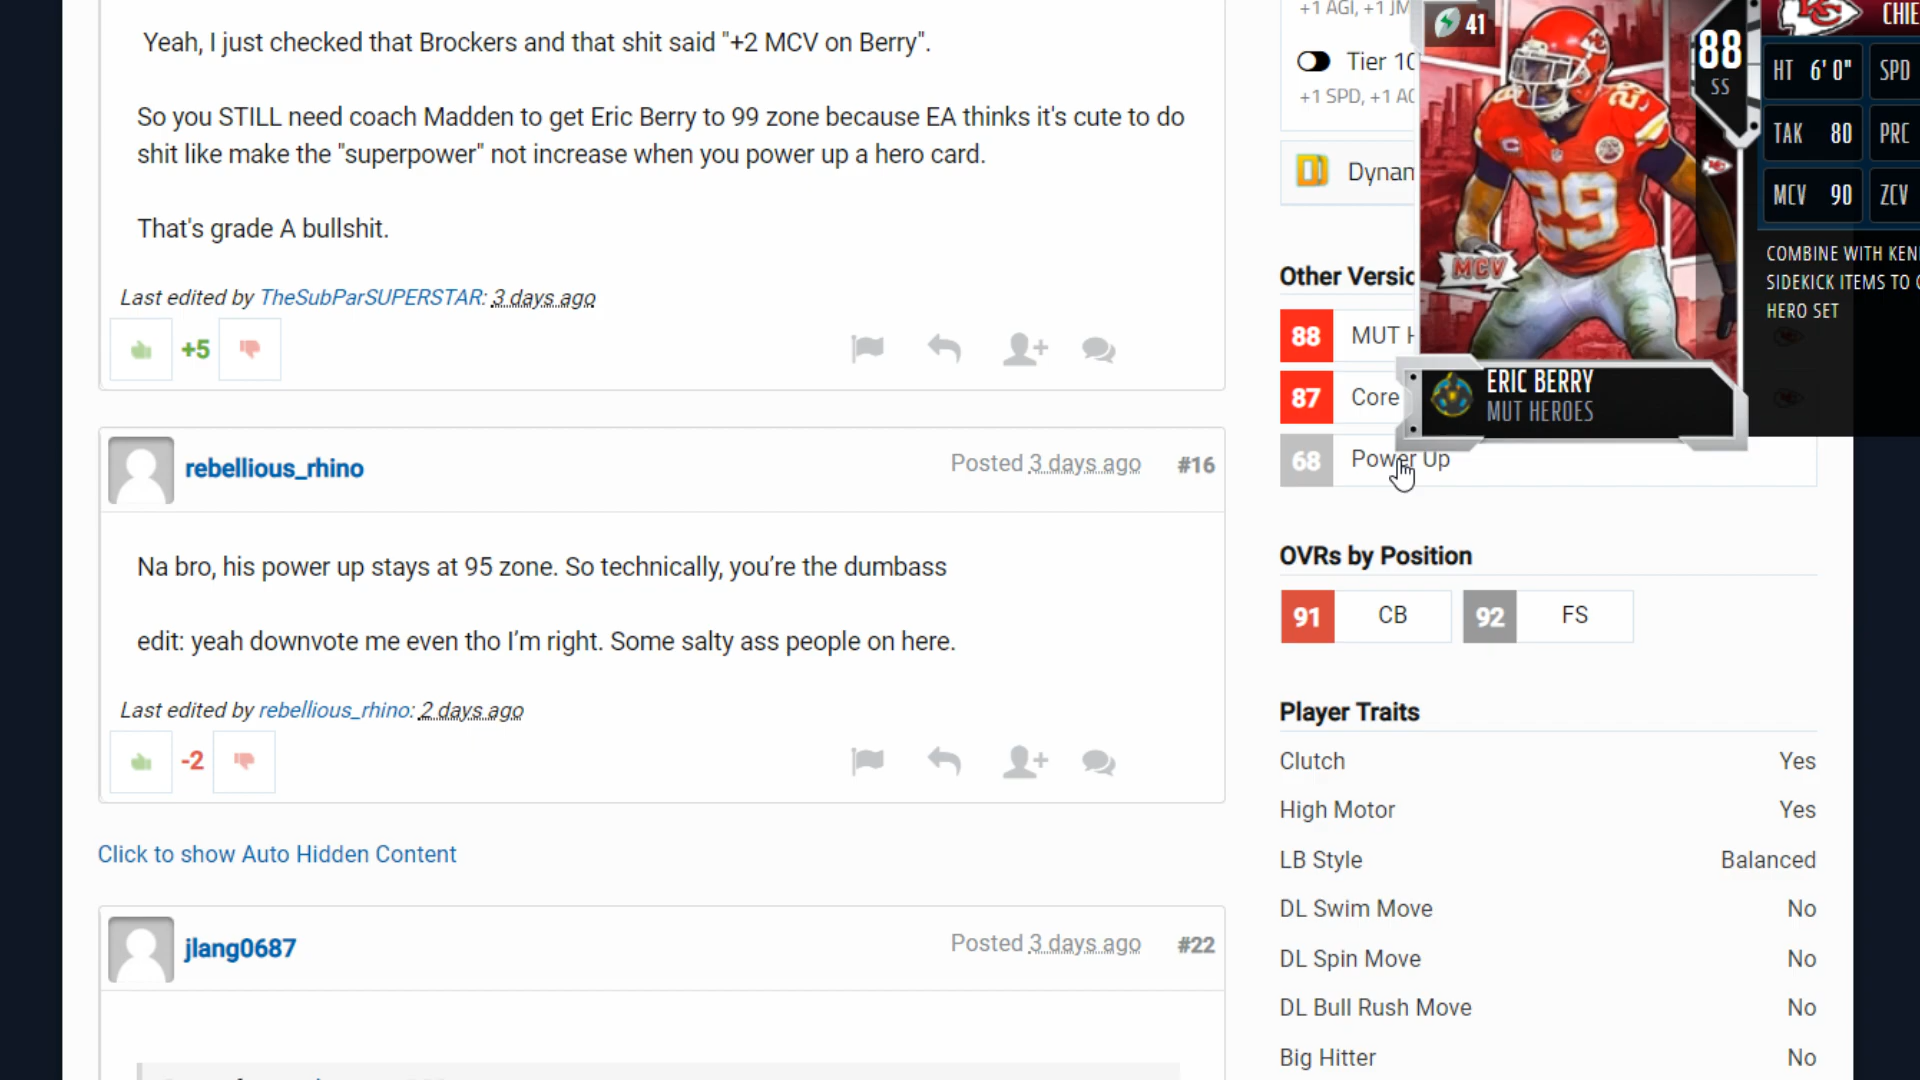 Yeah, I just checked that Brockers and that shit said "+2 MCV on Berry".
So you STILL need coach Madden to get Eric Berry to 99 zone because EA thinks it's cute to do
shit like make the "superpower" not increase when you power up a hero card.
That's grade A bullshit.
Last edited by TheSubParSUPERSTAR: 3 days ago
+5
rebellious_rhino
Posted 3 days ago #16
Na bro, his power up stays at 95 zone. So technically, you’re the dumbass
edit: yeah downvote me even tho I’m right. Some salty ass people on here.
Last edited by rebellious_rhino: 2 days ago
-2
Click to show Auto Hidden Content
jlang0687
Posted 3 days ago #22
+1 AGI, +1 JM
Tier 10
+1 SPD, +1 AC
Dynam
Other Versio
88 MUT H
87 Core
68 Power Up
OVRs by Position
91 CB 92 FS
Player Traits
Clutch Yes
High Motor Yes
LB Style Balanced
DL Swim Move No
DL Spin Move No
DL Bull Rush Move No
Big Hitter No
41
88
SS
29
MCV
ERIC BERRY
MUT HEROES
CHIE
HT 6' 0" SPD
TAK 80 PRC
MCV 90 ZCV
COMBINE WITH KEN
SIDEKICK ITEMS TO
HERO SET